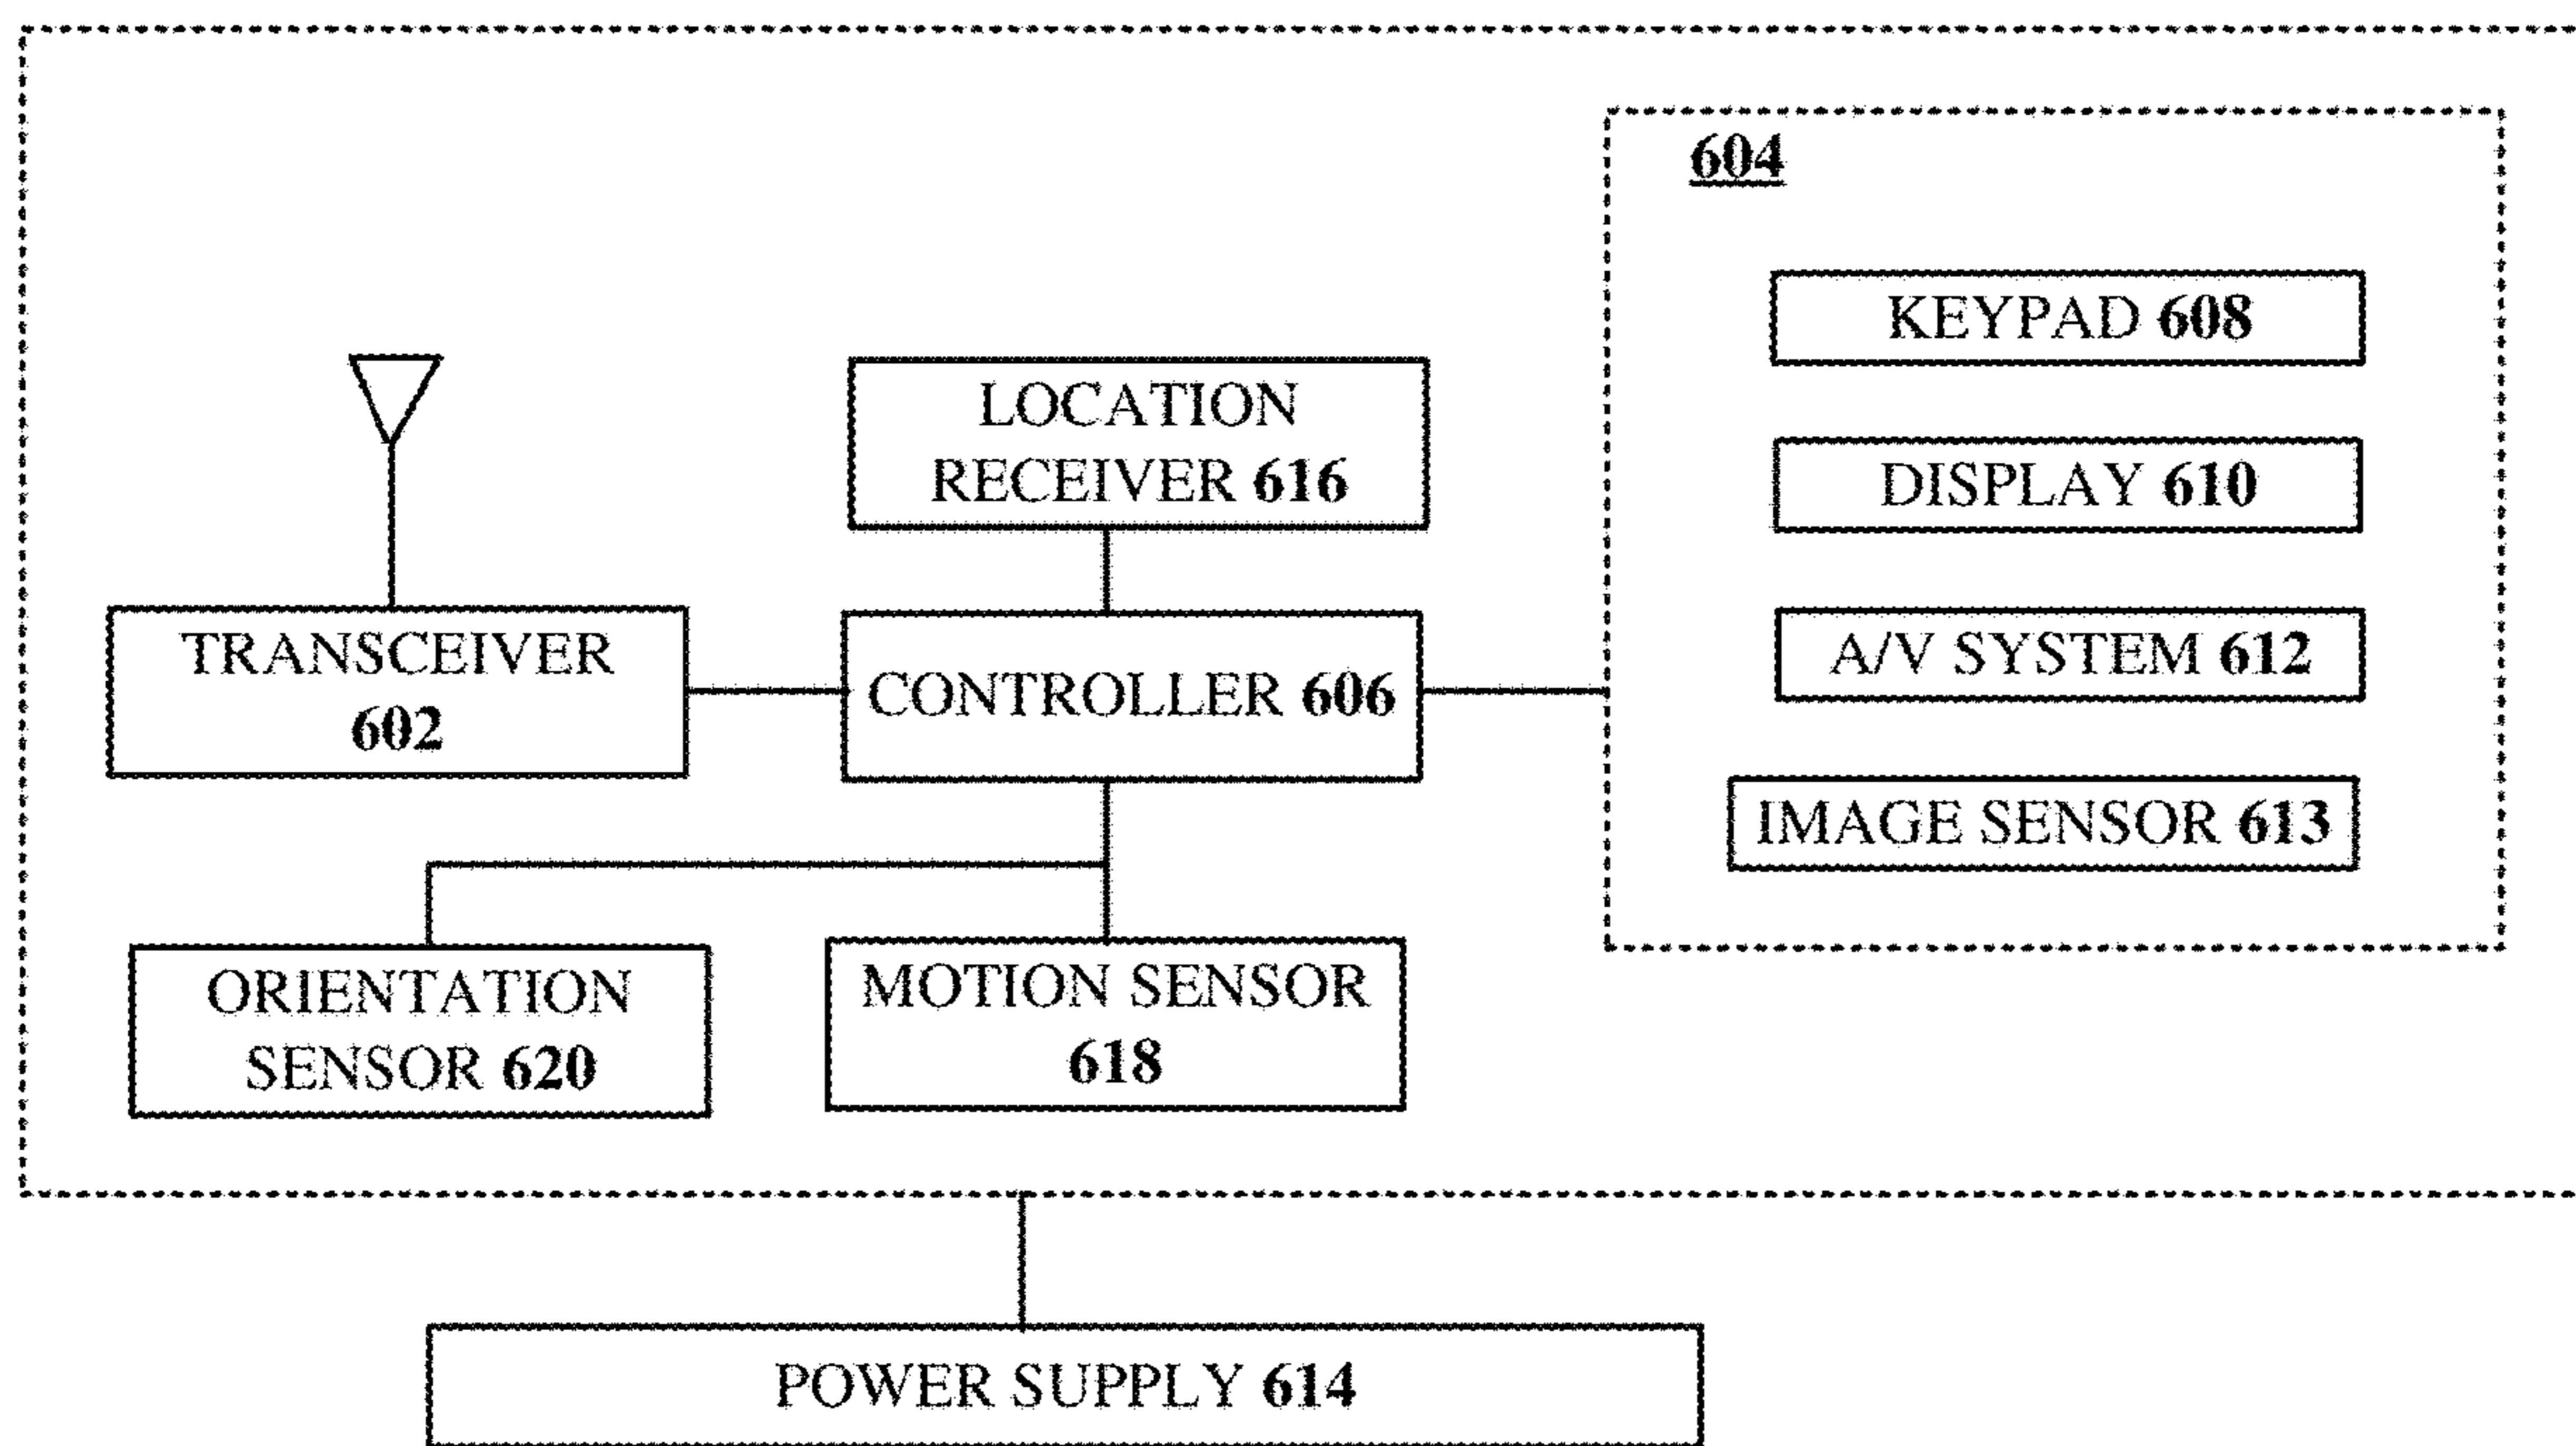 604
KEYPAD 608
LOCATION
RECEIVER 616
DISPLAY 610
TRANSCEIVER
602
CONTROLLER 606
A/V SYSTEM 612
IMAGE SENSOR 613
ORIENTATION
SENSOR 620
MOTION SENSOR
618
POWER SUPPLY 614